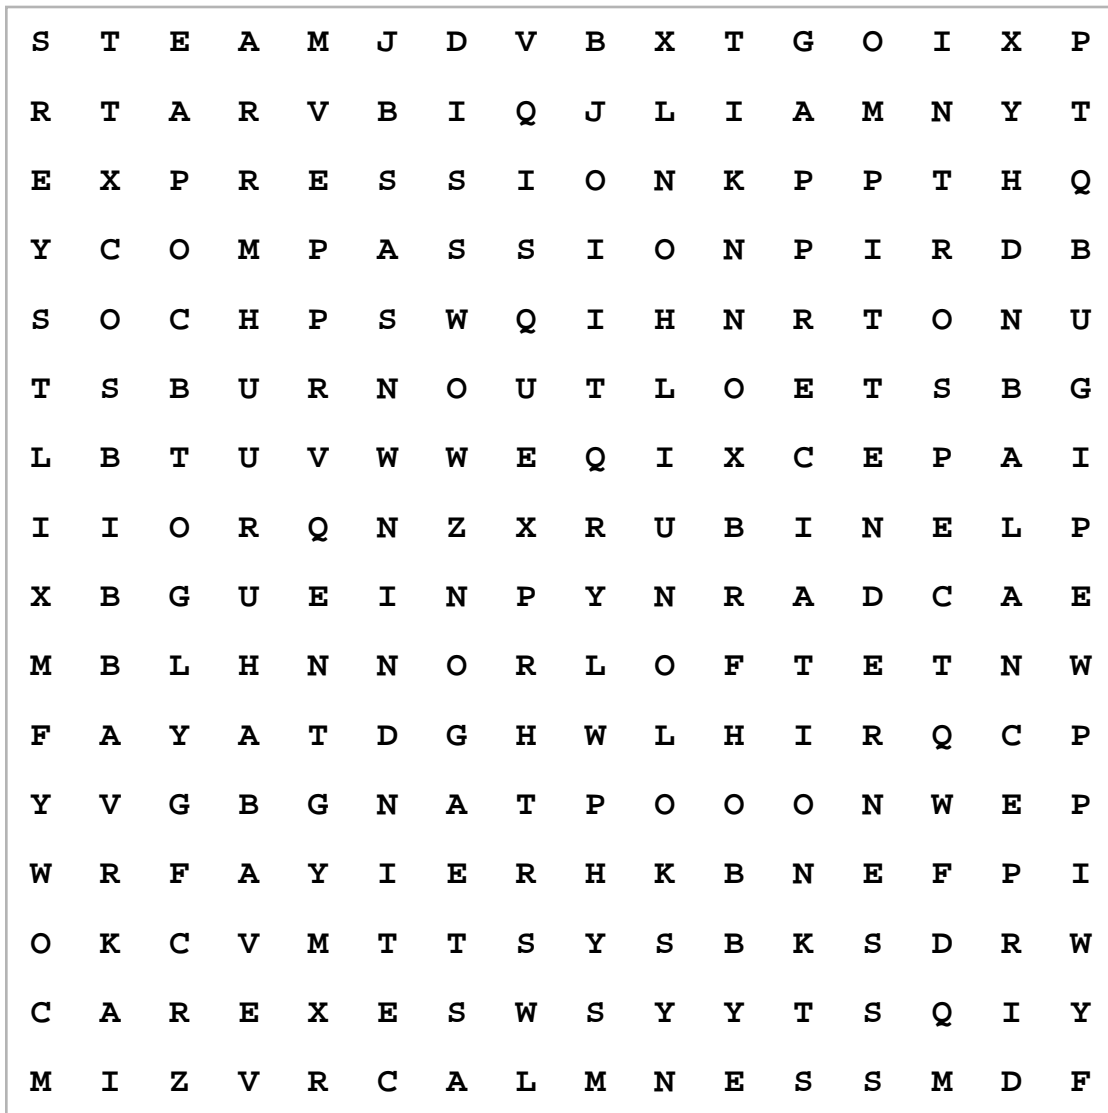 S T E A M J D V B X T G O I X P
R T A R V B I Q J L I A M N Y T
E X P R E S S I O N K P P T H Q
Y C O M P A S S I O N P I R D B
S O C H P S W Q I H N R T O N U
T S B U R N O U T L O E T S B G
L B T U V W W E Q I X C E P A I
I I O R Q N Z X R U B I N E L P
X B G U E I N P Y N R A D C A E
M B L H N N O R L O F T E T N W
F A Y A T D G H W L H I R Q C P
Y V G B G N A T P O O O N W E P
W R F A Y I E R H K B N E F P I
O K C V M T T S Y S B K S D R W
C A R E X E S W S Y Y T S Q I Y
M I Z V R C A L M N E S S M D F